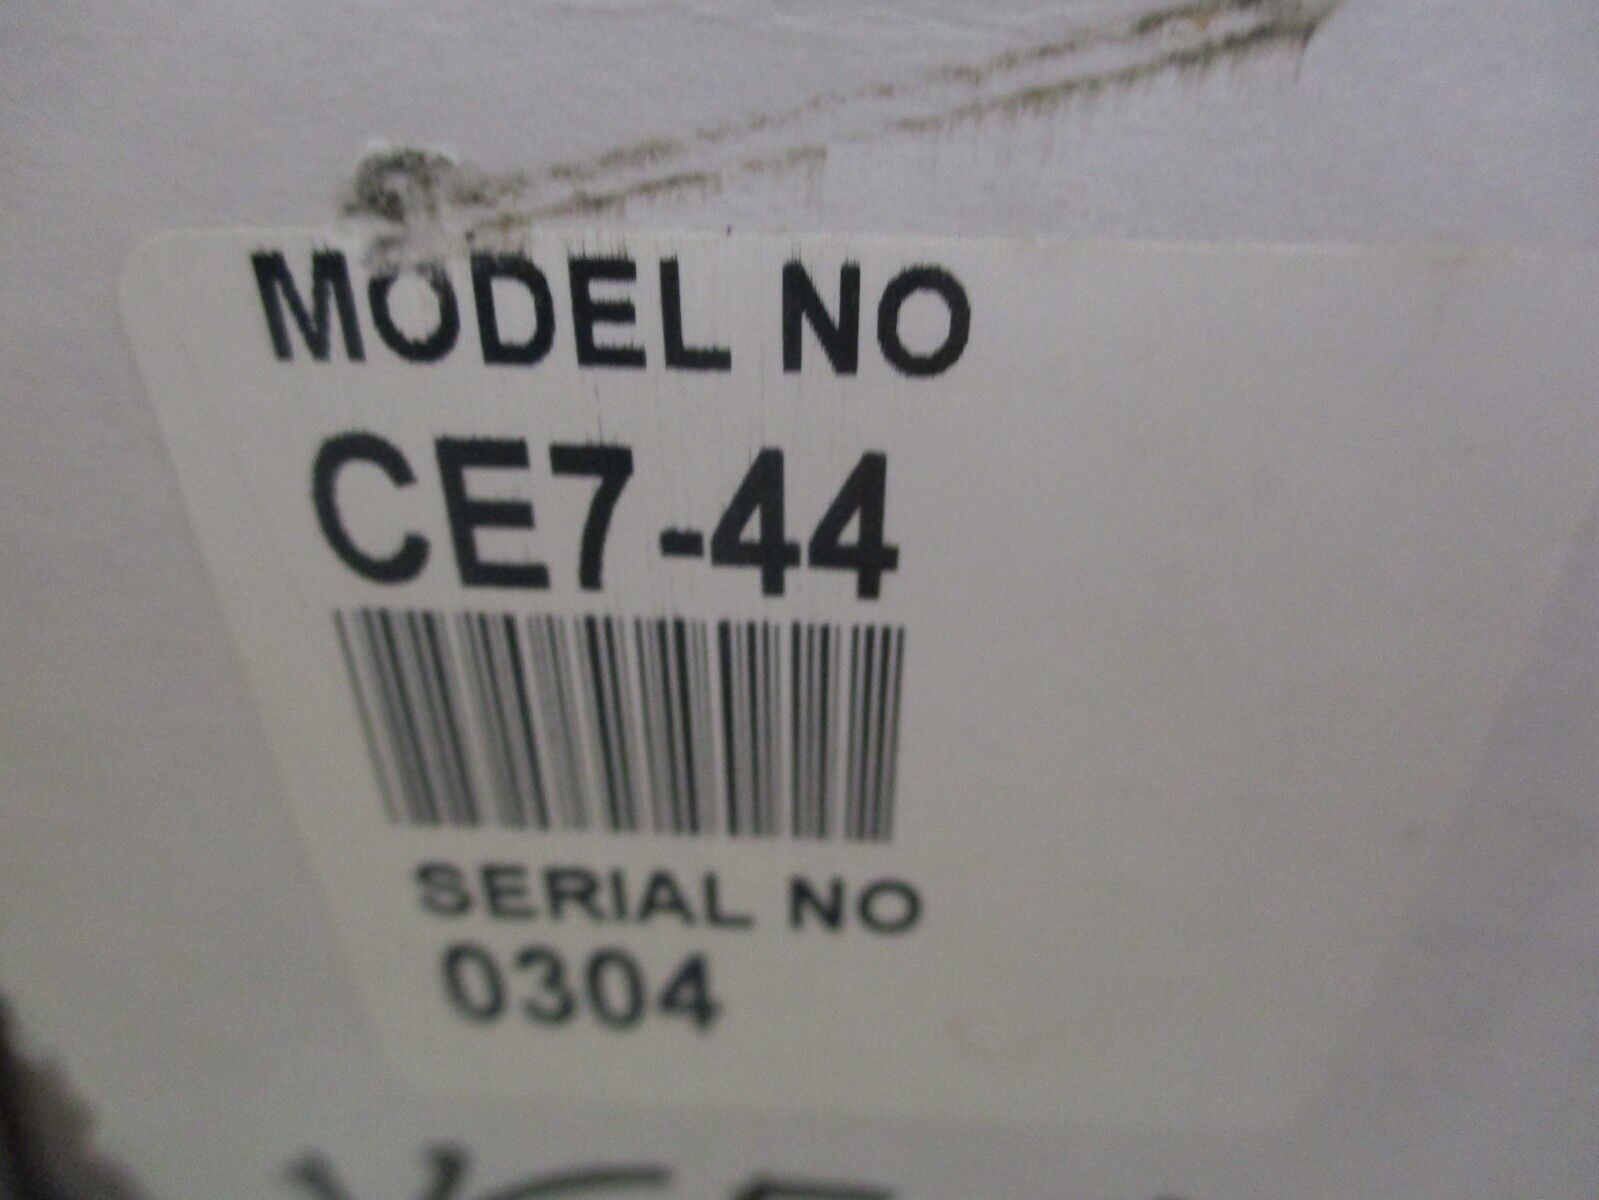 MODEL NO
CE7-44
SERIAL NO
0304